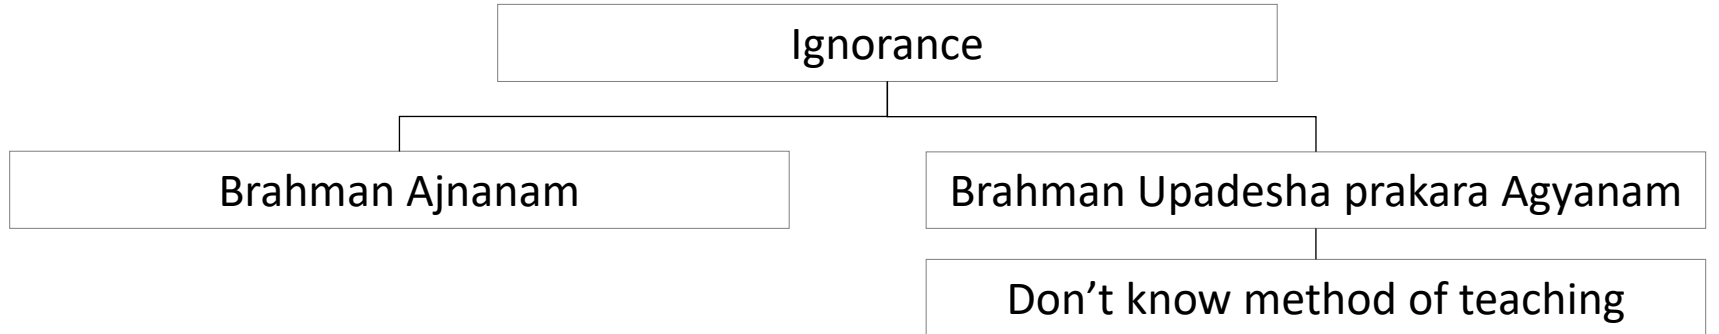 Ignorance
Brahman Ajnanam
Brahman Upadesha prakara Agyanam
Don’t know method of teaching